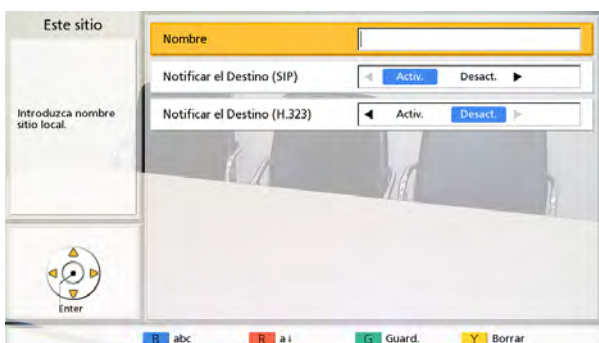 Este sitio
Introduzca nombre
sitio local.
Enter
Nombre
Notificar el Destino (SIP) Activ. Desact.
Notificar el Destino (H.323) Activ. Desact.
B abc R a↓ G Guard. Y Borrar